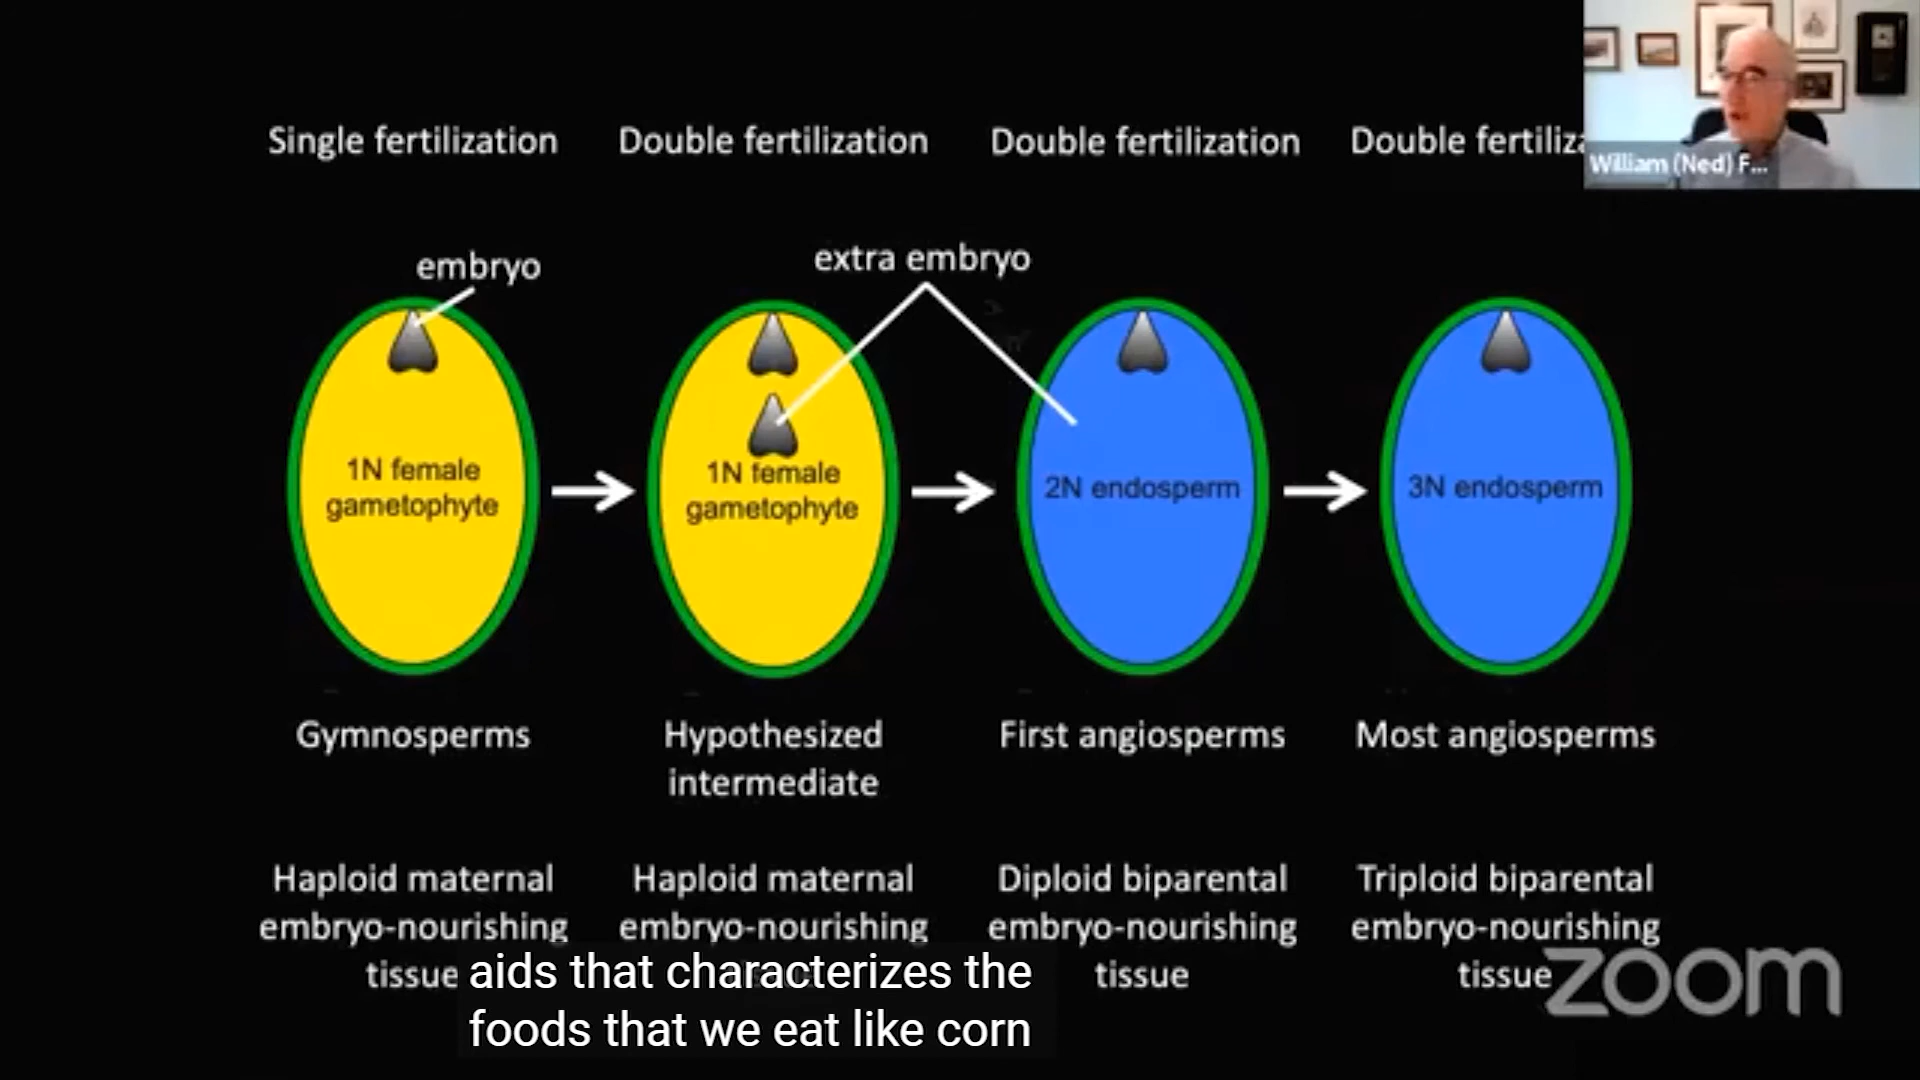 Single fertilization
Double fertilization
Double fertilization
Double fertiliza
William (Ned) F...
embryo
extra embryo
1N female
gametophyte
1N female
gametophyte
2N endosperm
3N endosperm
Gymnosperms
Hypothesized
intermediate
First angiosperms
Most angiosperms
Haploid maternal
embryo-nourishing
tissue
Haploid maternal
embryo-nourishing
Diploid biparental
embryo-nourishing
tissue
Triploid biparental
embryo-nourishing
tissue
aids that characterizes the
foods that we eat like corn
zoom